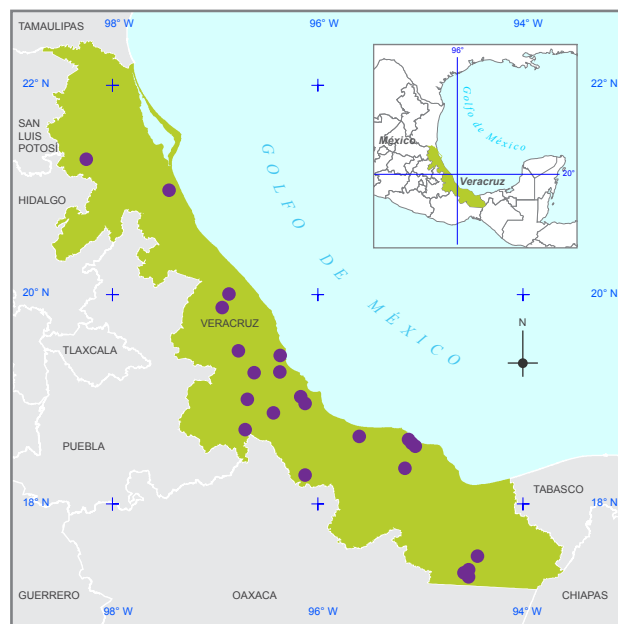 TAMAULIPAS
98° W
96° W
94° W
22° N
22° N
SAN
LUIS
POTOSÍ
HIDALGO
GOLFO DE MÉXICO
96°
Golfo de México
México
Veracruz
20°
20° N
20° N
VERACRUZ
TLAXCALA
N
PUEBLA
TABASCO
18° N
18° N
GUERRERO
OAXACA
CHIAPAS
98° W
96° W
94° W